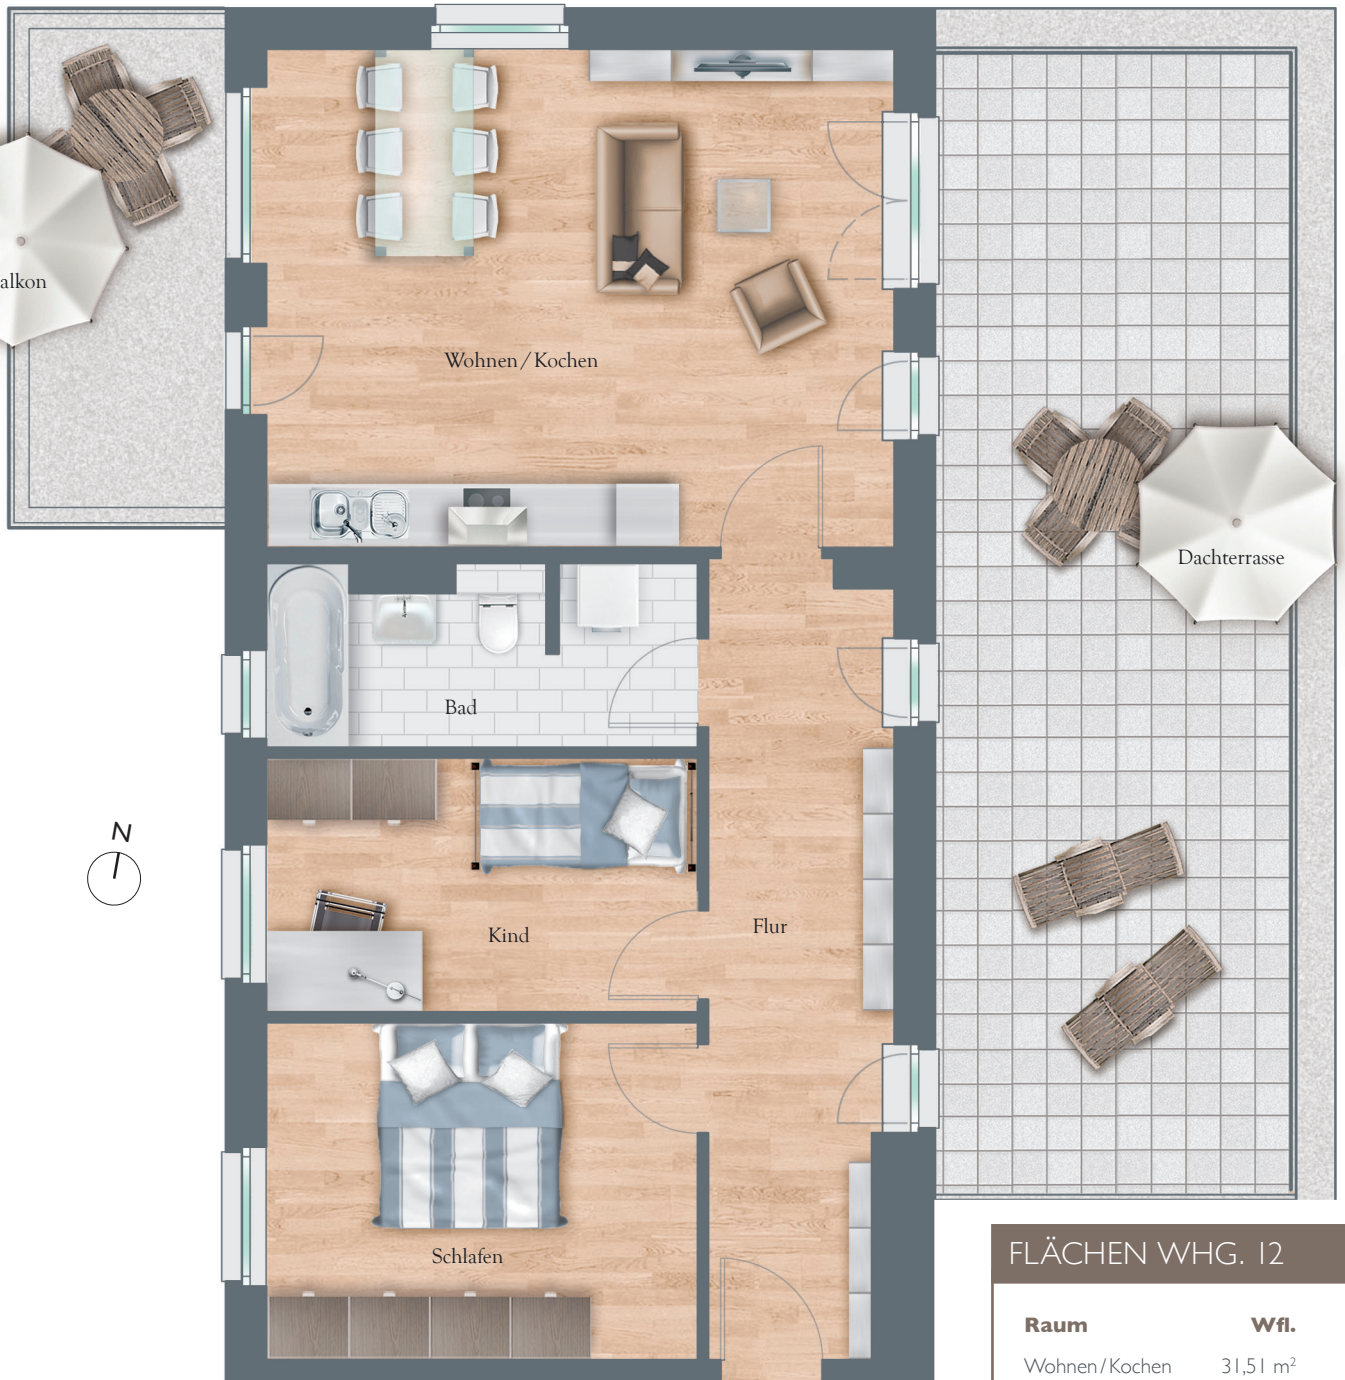 alkon
Wohnen/Kochen
Dachterrasse
Bad
N
Kind
Flur
Schlafen
FLÄCHEN WHG. 12
Raum Wfl.
Wohnen/Kochen 31,51 m²